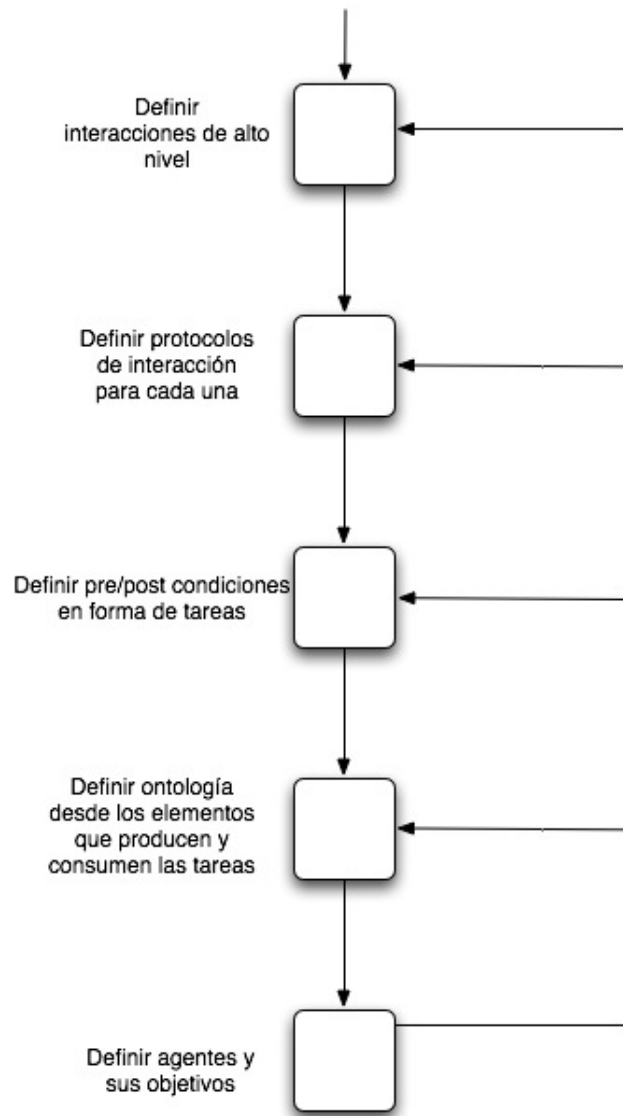 Definir
interacciones de alto
nivel
Definir protocolos
de interacción
para cada una
Definir pre/post condiciones
en forma de tareas
Definir ontología
desde los elementos
que producen y
consumen las tareas
Definir agentes y
sus objetivos